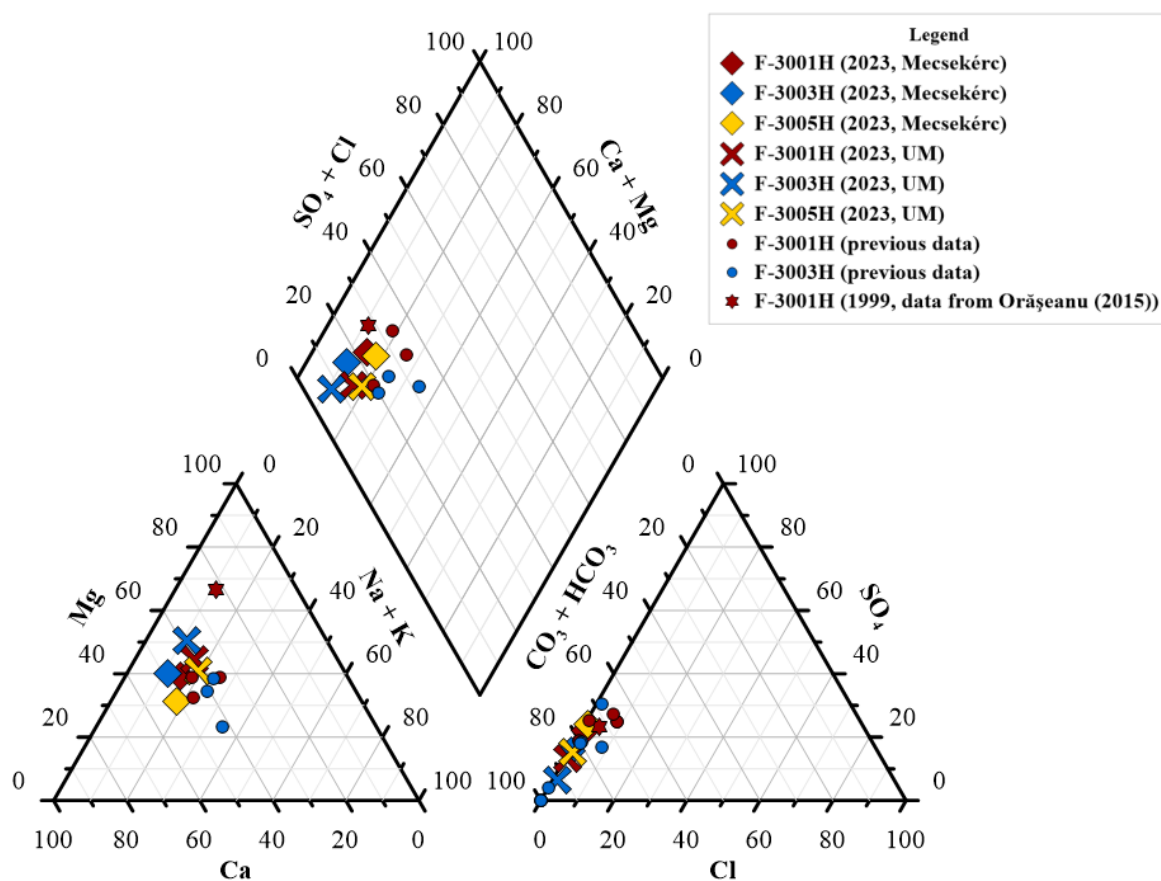 Legend
F-3001H (2023, Mecsekérc)
F-3003H (2023, Mecsekérc)
F-3005H (2023, Mecsekérc)
F-3001H (2023, UM)
F-3003H (2023, UM)
F-3005H (2023, UM)
F-3001H (previous data)
F-3003H (previous data)
F-3001H (1999, data from Orăşeanu (2015))
100 100
80 80
SO₄ + Cl
Ca + Mg
60 60
40 40
20 20
0 0
100 0 0 100
80 20 20 80
Mg
Na + K
CO₃ + HCO₃
SO₄
60 40 40 60
40 60 60 40
20 80 80 20
0 100 100 0
100 80 60 40 20 0
0 20 40 60 80 100
Ca
Cl